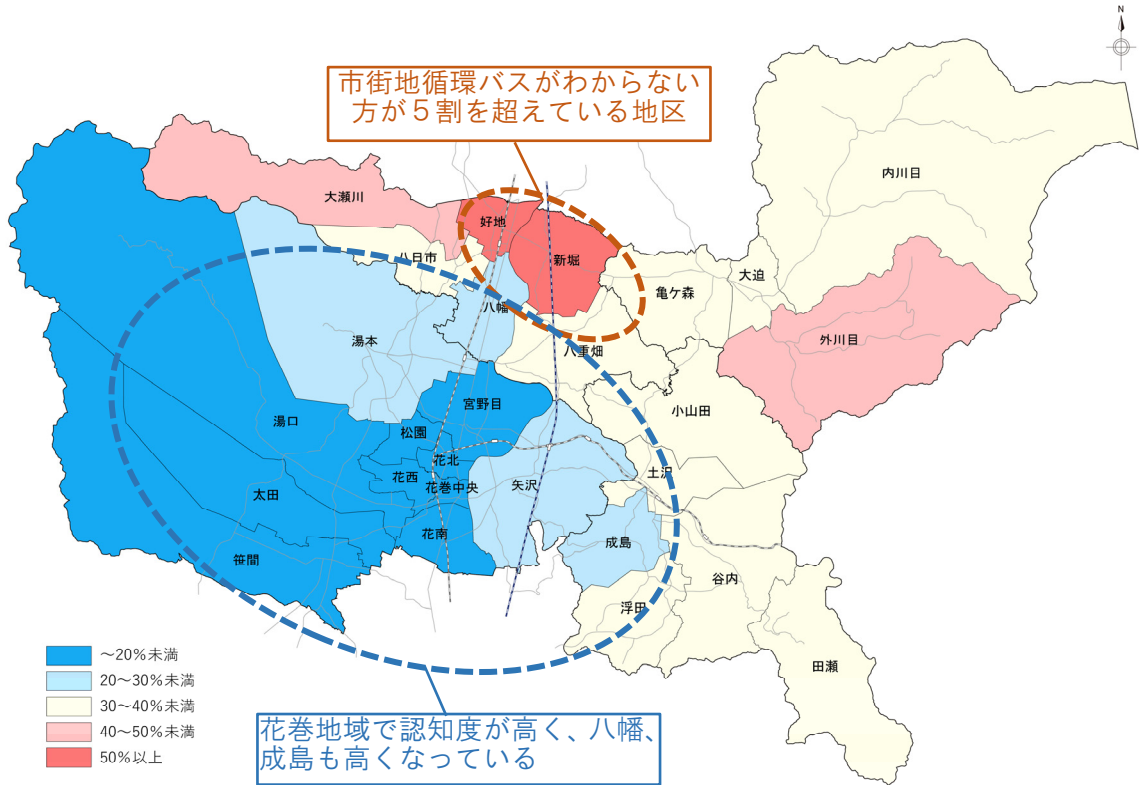 N
市街地循環バスがわからない
方が５割を超えている地区
内川目
大瀬川
好地
新堀
八日市
大迫
亀ケ森
八幡
外川目
湯本
八重畑
宮野目
小山田
湯口
松園
花北
土沢
花西
花巻中央
矢沢
太田
花南
成島
笹間
谷内
浮田
田瀬
～20%未満
20～30%未満
30～40%未満
40～50%未満
50%以上
花巻地域で認知度が高く、八幡、
成島も高くなっている